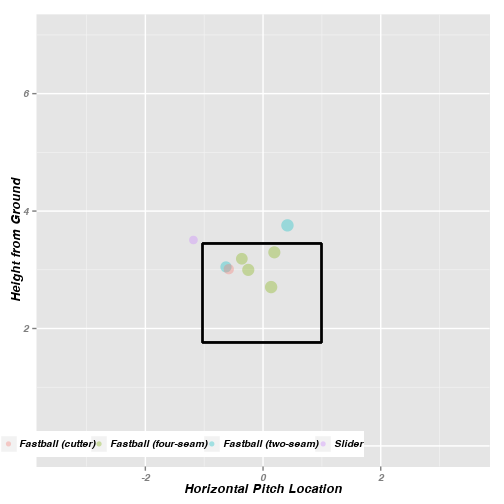 6
4
2
Height from Ground
Fastball (cutter) Fastball (four-seam) Fastball (two-seam) Slider
-2 0 2
Horizontal Pitch Location